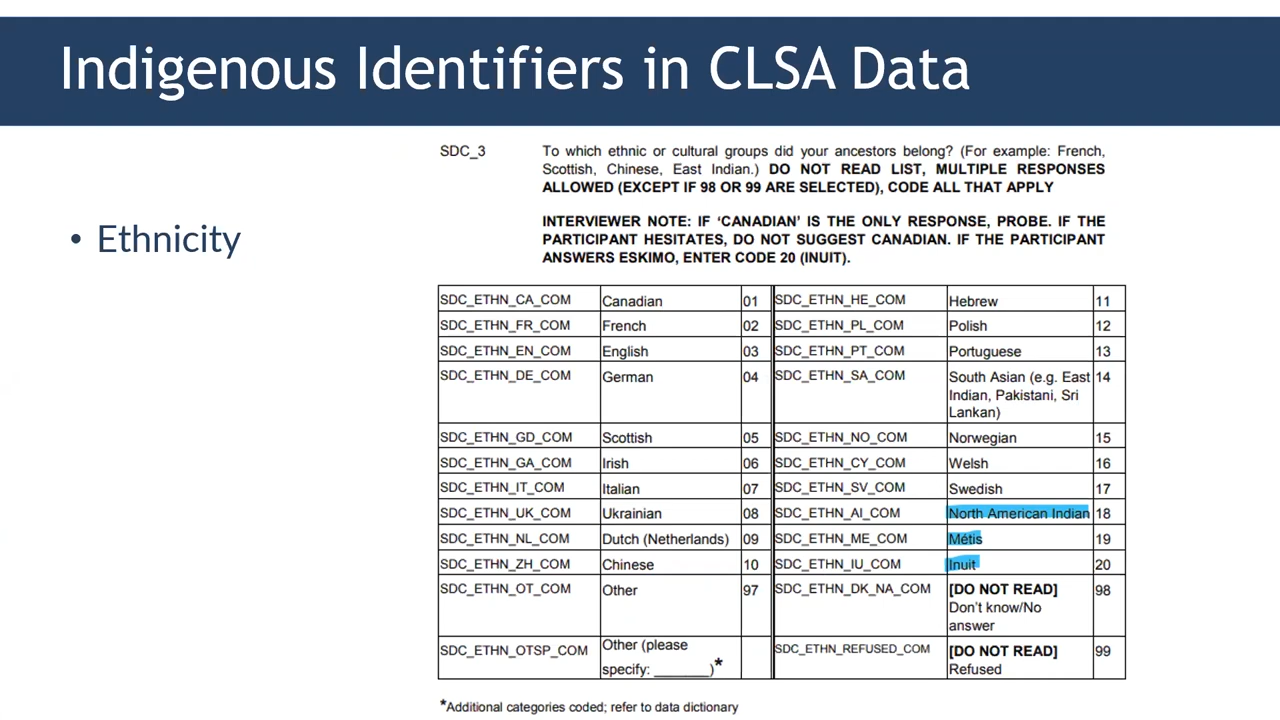 Indigenous Identifiers in CLSA Data
• Ethnicity
SDC_3 To which ethnic or cultural groups did your ancestors belong? (For example: French,
Scottish, Chinese, East Indian.) DO NOT READ LIST, MULTIPLE RESPONSES
ALLOWED (EXCEPT IF 98 OR 99 ARE SELECTED), CODE ALL THAT APPLY
INTERVIEWER NOTE: IF ‘CANADIAN’ IS THE ONLY RESPONSE, PROBE. IF THE
PARTICIPANT HESITATES, DO NOT SUGGEST CANADIAN. IF THE PARTICIPANT
ANSWERS ESKIMO, ENTER CODE 20 (INUIT).
SDC_ETHN_CA_COM Canadian 01 SDC_ETHN_HE_COM Hebrew 11
SDC_ETHN_FR_COM French 02 SDC_ETHN_PL_COM Polish 12
SDC_ETHN_EN_COM English 03 SDC_ETHN_PT_COM Portuguese 13
SDC_ETHN_DE_COM German 04 SDC_ETHN_SA_COM South Asian (e.g. East 14
Indian, Pakistani, Sri
Lankan)
SDC_ETHN_GD_COM Scottish 05 SDC_ETHN_NO_COM Norwegian 15
SDC_ETHN_GA_COM Irish 06 SDC_ETHN_CY_COM Welsh 16
SDC_ETHN_IT_COM Italian 07 SDC_ETHN_SV_COM Swedish 17
SDC_ETHN_UK_COM Ukrainian 08 SDC_ETHN_AI_COM North American Indian 18
SDC_ETHN_NL_COM Dutch (Netherlands) 09 SDC_ETHN_ME_COM Métis 19
SDC_ETHN_ZH_COM Chinese 10 SDC_ETHN_IU_COM Inuit 20
SDC_ETHN_OT_COM Other 97 SDC_ETHN_DK_NA_COM [DO NOT READ] 98
Don’t know/No
answer
SDC_ETHN_OTSP_COM Other (please SDC_ETHN_REFUSED_COM [DO NOT READ] 99
specify: _______)* Refused
*Additional categories coded; refer to data dictionary